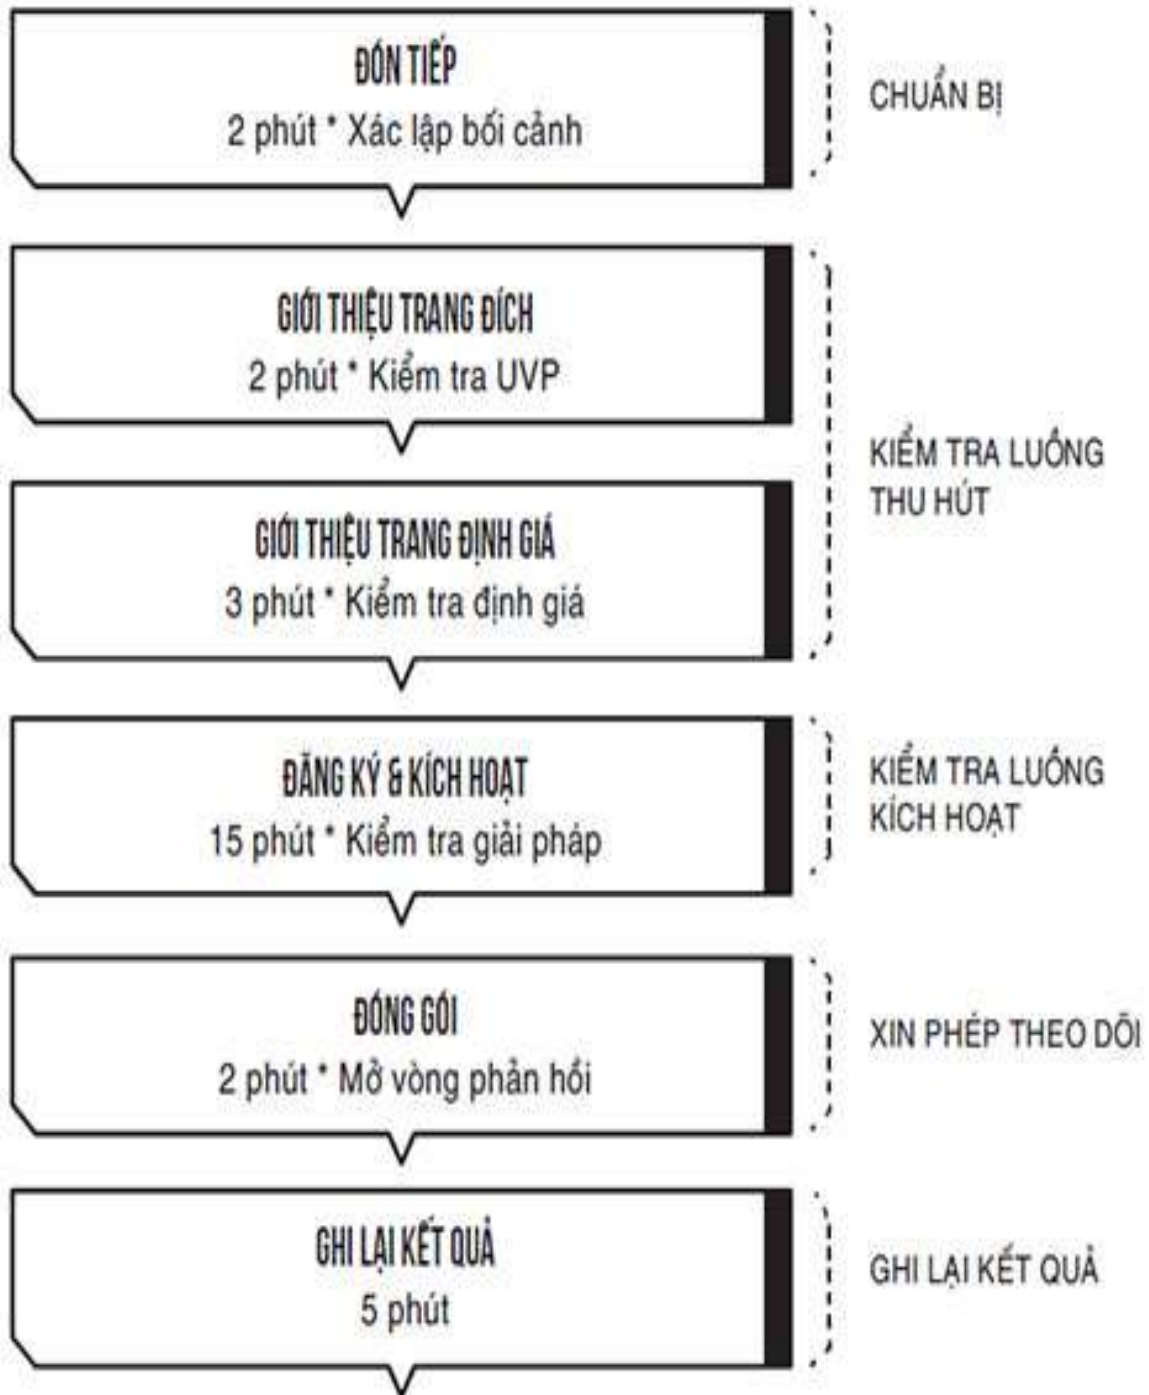 ĐÓN TIẾP
2 phút * Xác lập bối cảnh
CHUẨN BỊ
GIỚI THIỆU TRANG ĐÍCH
2 phút * Kiểm tra UVP
GIỚI THIỆU TRANG ĐỊNH GIÁ
3 phút * Kiểm tra định giá
KIỂM TRA LUỒNG
THU HÚT
ĐĂNG KÝ & KÍCH HOẠT
15 phút * Kiểm tra giải pháp
KIỂM TRA LUỒNG
KÍCH HOẠT
ĐÓNG GÓI
2 phút * Mở vòng phản hồi
XIN PHÉP THEO DÕI
GHI LẠI KẾT QUẢ
5 phút
GHI LẠI KẾT QUẢ